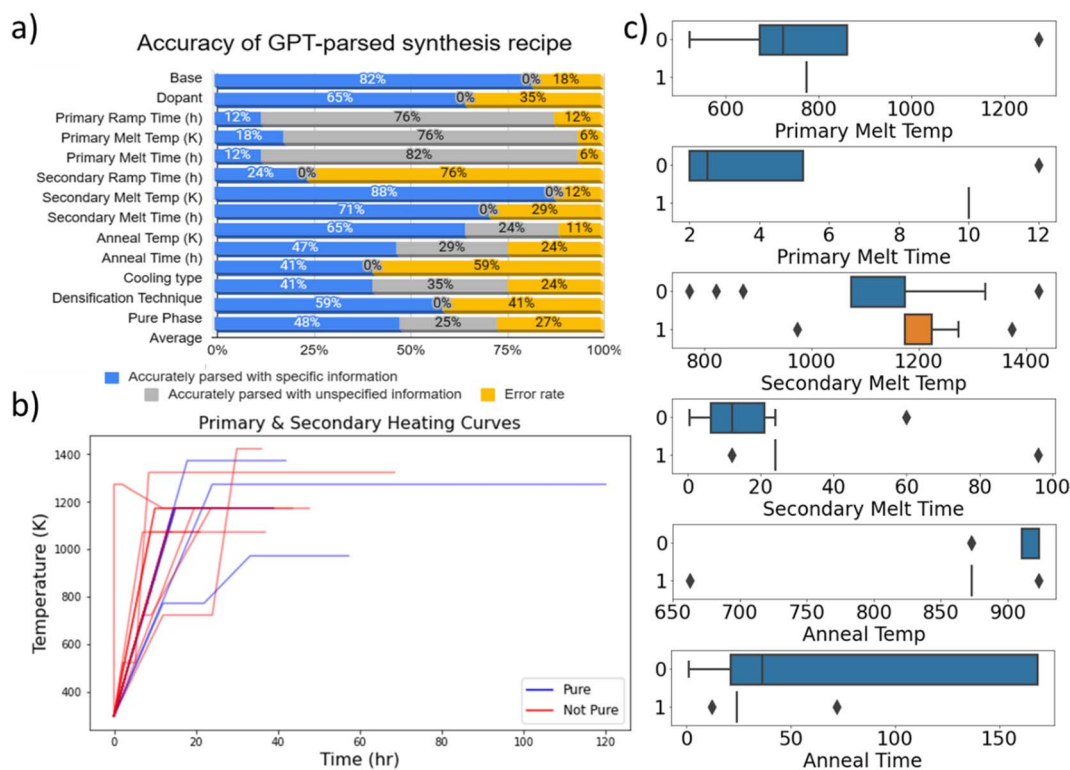 a)
Accuracy of GPT-parsed synthesis recipe
Base
82% 0% 18%
Dopant
65% 0% 35%
Primary Ramp Time (h)
12% 76% 12%
Primary Melt Temp (K)
18% 76% 6%
Primary Melt Time (h)
12% 82% 6%
Secondary Ramp Time (h)
24% 0% 76%
Secondary Melt Temp (K)
88% 0% 12%
Secondary Melt Time (h)
71% 0% 29%
Anneal Temp (K)
65% 24% 11%
Anneal Time (h)
47% 29% 24%
Cooling type
41% 0% 59%
Densification Technique
41% 35% 24%
Pure Phase
59% 0% 41%
Average
48% 25% 27%
0% 25% 50% 75% 100%
Accurately parsed with specific information
Accurately parsed with unspecified information
Error rate
b)
Primary & Secondary Heating Curves
Temperature (K)
1400
1200
1000
800
600
400
Pure
Not Pure
0 20 40 60 80 100 120
Time (hr)
c)
0
1
600 800 1000 1200
Primary Melt Temp
0
1
2 4 6 8 10 12
Primary Melt Time
0
1
800 1000 1200 1400
Secondary Melt Temp
0
1
0 20 40 60 80 100
Secondary Melt Time
0
1
650 700 750 800 850 900
Anneal Temp
0
1
0 50 100 150
Anneal Time